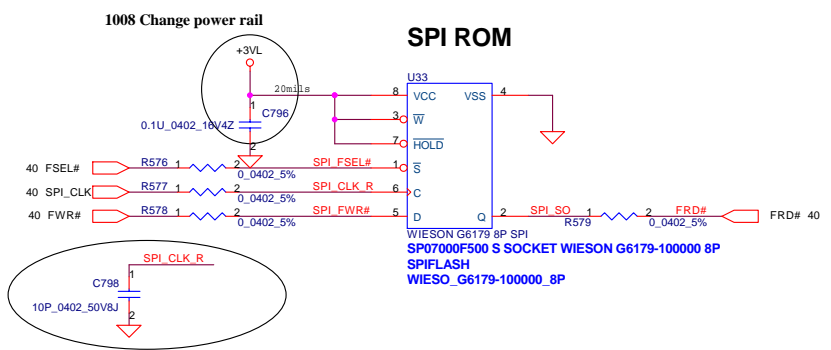 1008 Change power rail
SPI ROM
+3VL
U33
20mils
8 VCC VSS 4
1
C796
0.1U_0402_16V4Z
2
3 W
7 HOLD
40 FSEL# R576 1 2 SPI_FSEL# 1 S
0_0402_5%
40 SPI_CLK R577 1 2 SPI_CLK_R 6 C
0_0402_5%
40 FWR# R578 1 2 SPI_FWR# 5 D Q 2 SPI_SO 1 2 FRD# FRD# 40
0_0402_5%
R579 0_0402_5%
WIESON G6179 8P SPI
SP07000F500 S SOCKET WIESON G6179-100000 8P
SPIFLASH
WIESO_G6179-100000_8P
SPI_CLK_R
1
C798
10P_0402_50V8J
2